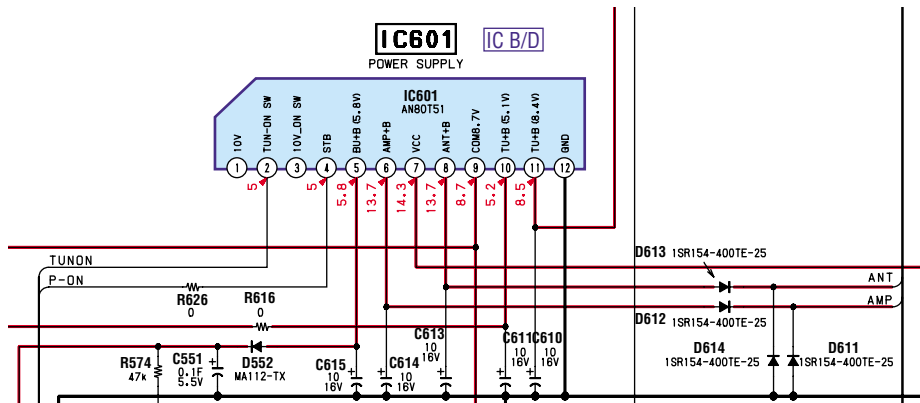 IC601 IC B/D
POWER SUPPLY
IC601
AN80T51
10V
TUN-ON SW
10V_ON SW
STB
BU+B(5.8V)
AMP+B
VCC
ANT+B
COM8.7V
TU+B(5.1V)
TU+B(8.4V)
GND
1 2 3 4 5 6 7 8 9 10 11 12
5 5 5.8 13.7 14.3 13.7 8.7 5.2 8.5
TUNON
P-ON
D613 1SR154-400TE-25
ANT
AMP
R626
0
R616
0
D612 1SR154-400TE-25
R574
47k
C551
0.1F
5.5V
D552
MA112-TX
C615
10
16V
C614
10
16V
C613
10
16V
C611
10
16V
C610
10
16V
D614
1SR154-400TE-25
D611
1SR154-400TE-25